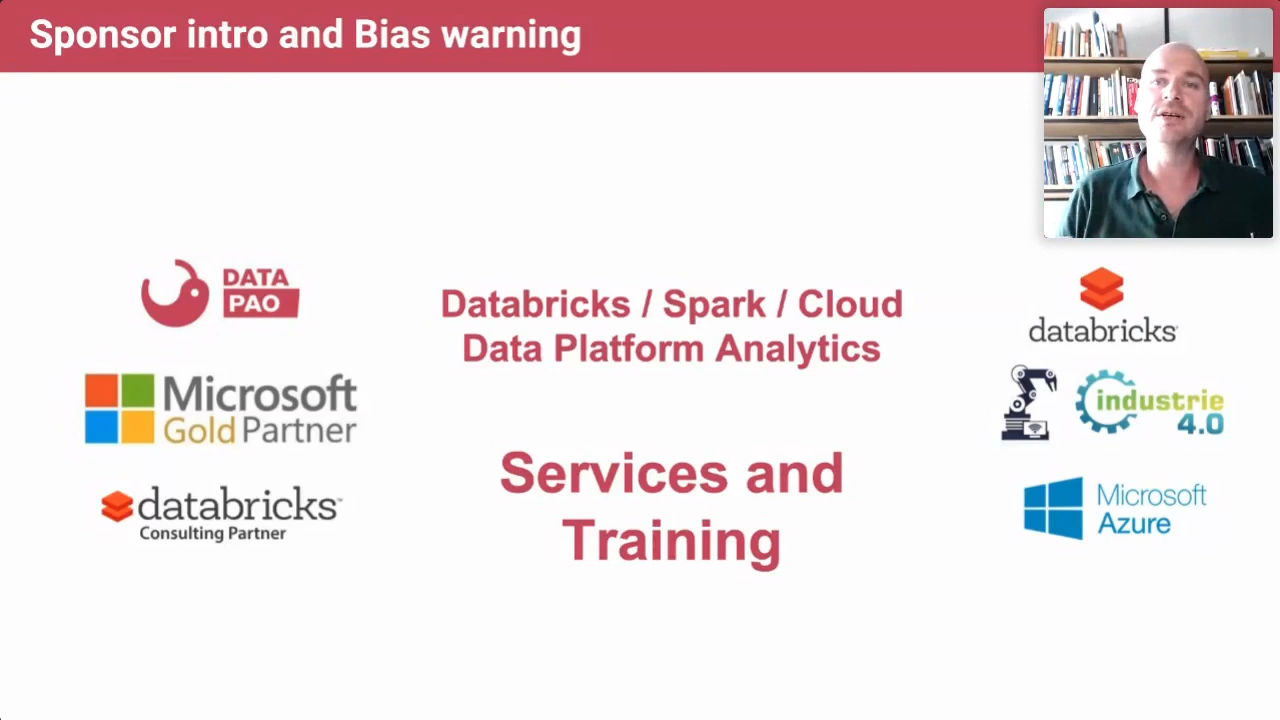 Sponsor intro and Bias warning
DATA
PAO
Microsoft
Gold Partner
databricks™
Consulting Partner
Databricks / Spark / Cloud
Data Platform Analytics
Services and
Training
databricks
industrie
4.0
Microsoft
Azure